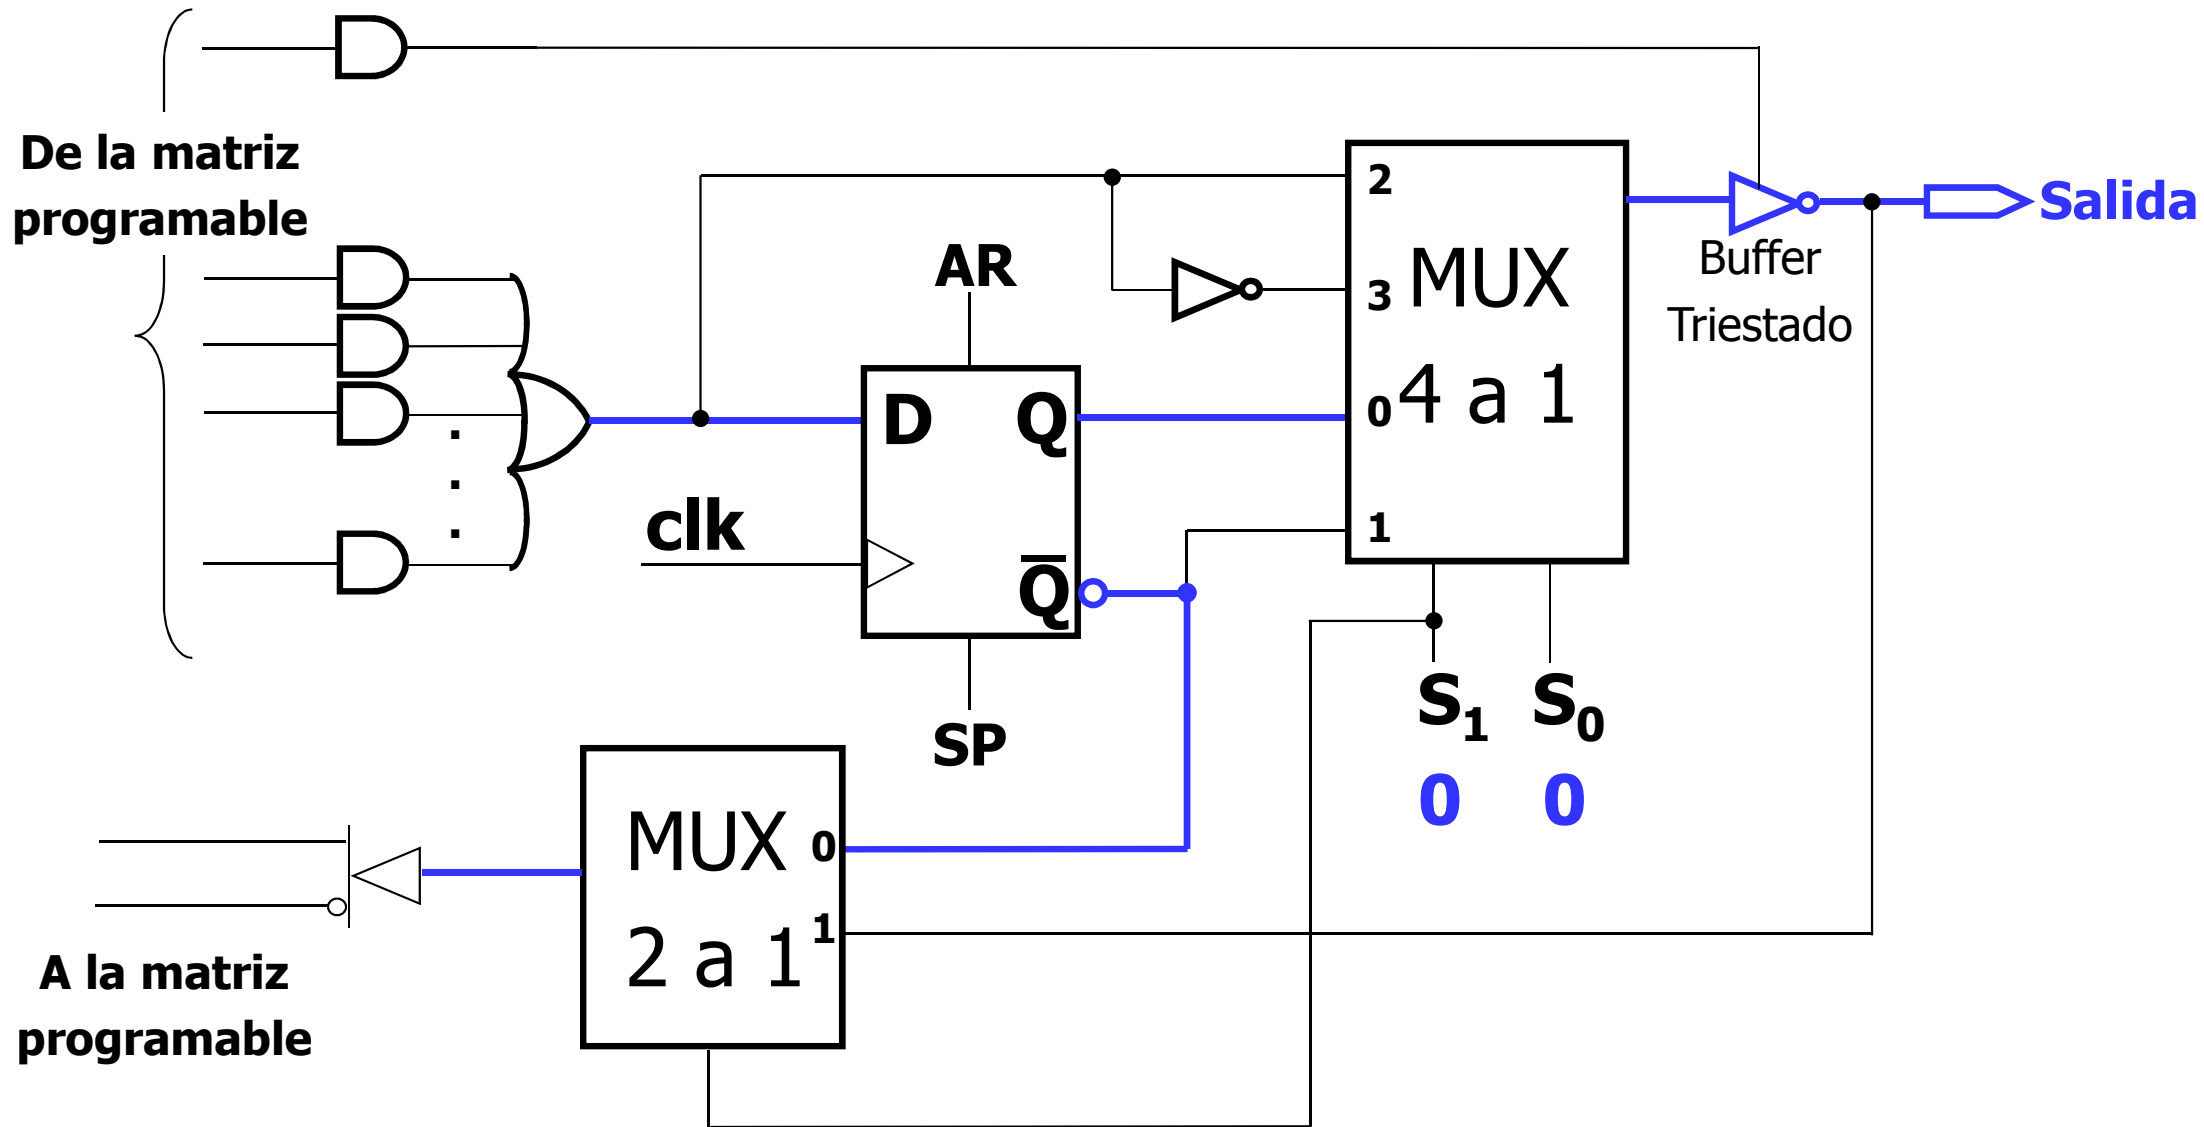 De la matriz
programable
AR
D
Q
clk
Q̅
SP
2
3
0
1
MUX
4 a 1
Buffer
Triestado
Salida
S₁
S₀
0
0
MUX
2 a 1
0
1
A la matriz
programable